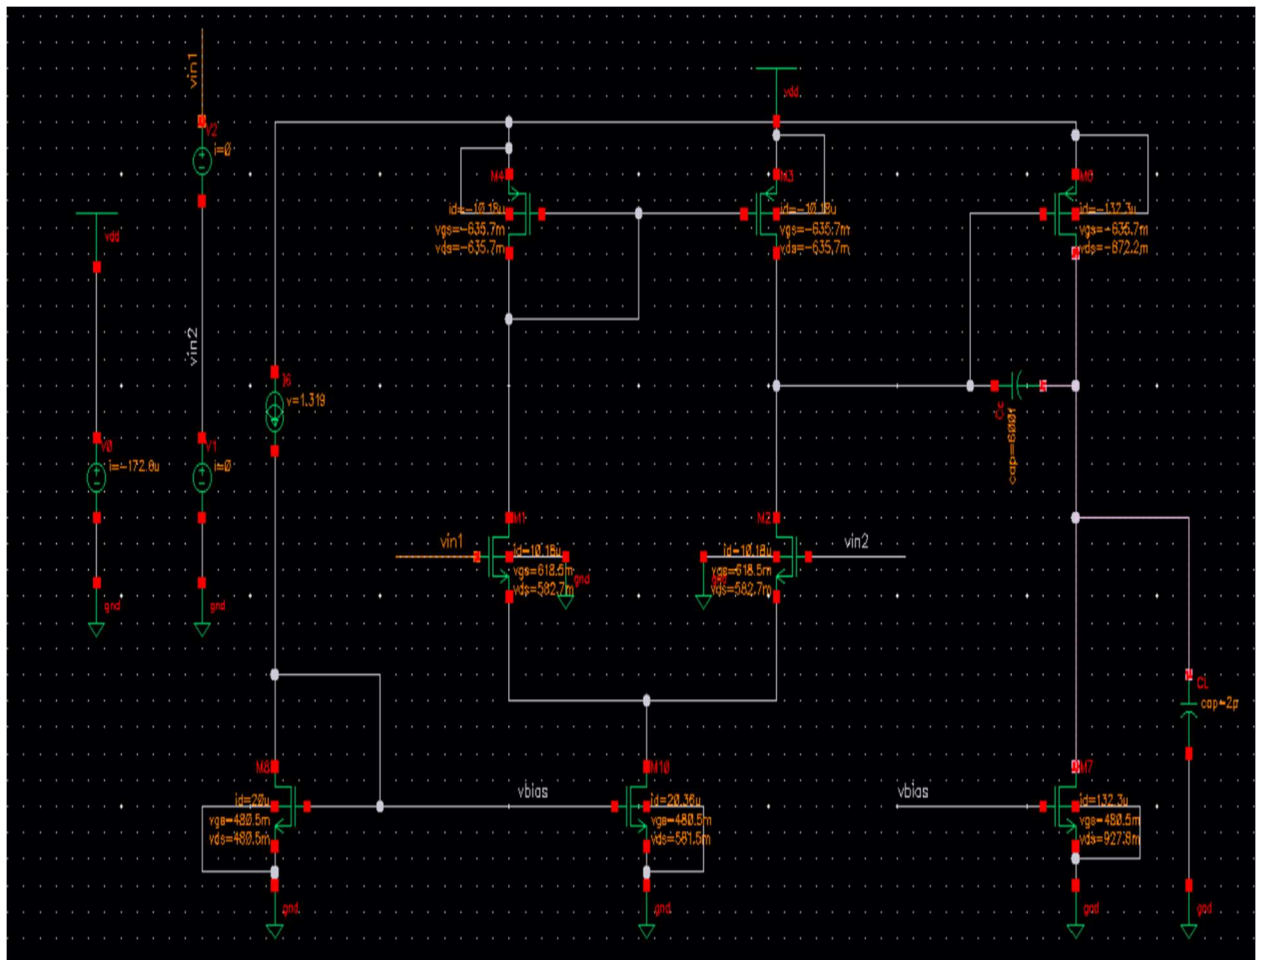 vin1
V2
i=0
vdd
M4
id=-10.18u
vgs=-635.7m
vds=-635.7m
M3
id=-10.18u
vgs=-635.7m
vds=-635.7m
id=-132.3u
vgs=-635.7m
vds=-872.2m
vdd
vin2
I6
v=1.319
V0
i=-172.8u
V1
i=0
gnd
gnd
Cc
cap=600f
vin1
M1
id=10.18u
vgs=618.5m
vds=582.7m
gnd
M2
id=10.18u
vgs=618.5m
vds=582.7m
vin2
CL
cap=2p
M8
id=20u
vgs=480.5m
vds=480.5m
gnd
vbias
M10
id=20.36u
vgs=480.5m
vds=561.5m
gnd
vbias
M7
id=132.3u
vgs=480.5m
vds=927.8m
gnd
gnd